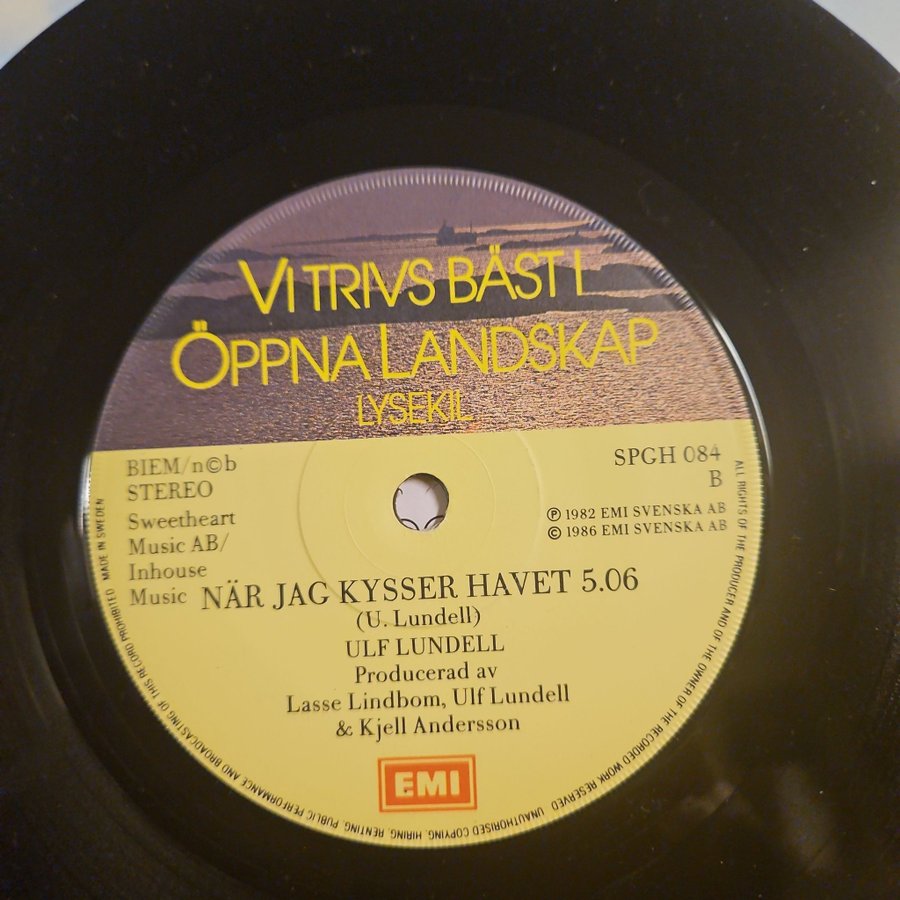 VI TRIVS BÄST I
ÖPPNA LANDSKAP
LYSEKIL
BIEM/n©b
STEREO
Sweetheart
Music AB/
Inhouse
Music
SPGH 084
B
℗ 1982 EMI SVENSKA AB
© 1986 EMI SVENSKA AB
NÄR JAG KYSSER HAVET 5.06
(U. Lundell)
ULF LUNDELL
Producerad av
Lasse Lindbom, Ulf Lundell
& Kjell Andersson
EMI
ALL RIGHTS OF THE PRODUCER AND OF THE OWNER OF THE RECORDED WORK RESERVED. UNAUTHORISED COPYING, HIRING, RENTING, PUBLIC PERFORMANCE AND BROADCASTING OF THIS RECORD PROHIBITED. MADE IN SWEDEN